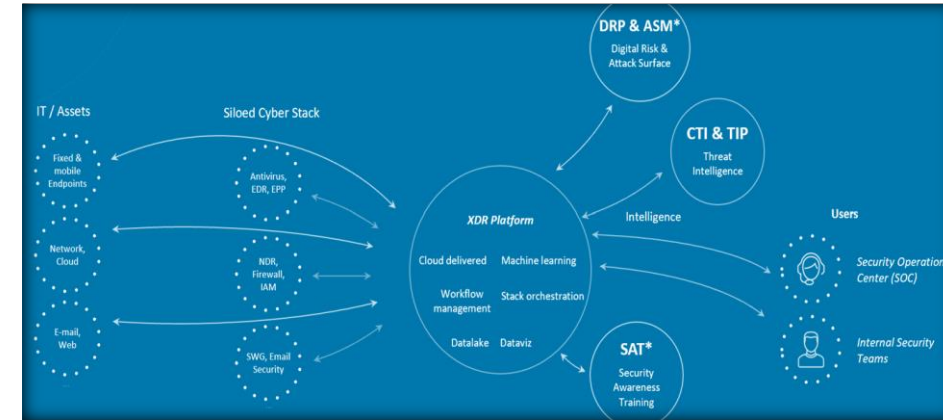 DRP & ASM*
Digital Risk &
Attack Surface
IT / Assets
Siloed Cyber Stack
Fixed &
mobile
Endpoints
Antivirus,
EDR, EPP
CTI & TIP
Threat
Intelligence
XDR Platform
Intelligence
Users
Network,
Cloud
NDR,
Firewall,
IAM
Cloud delivered
Machine learning
Workflow
management
Stack orchestration
Datalake
Dataviz
Security Operation
Center (SOC)
E-mail,
Web
SWG, Email
Security
SAT*
Security
Awareness
Training
Internal Security
Teams